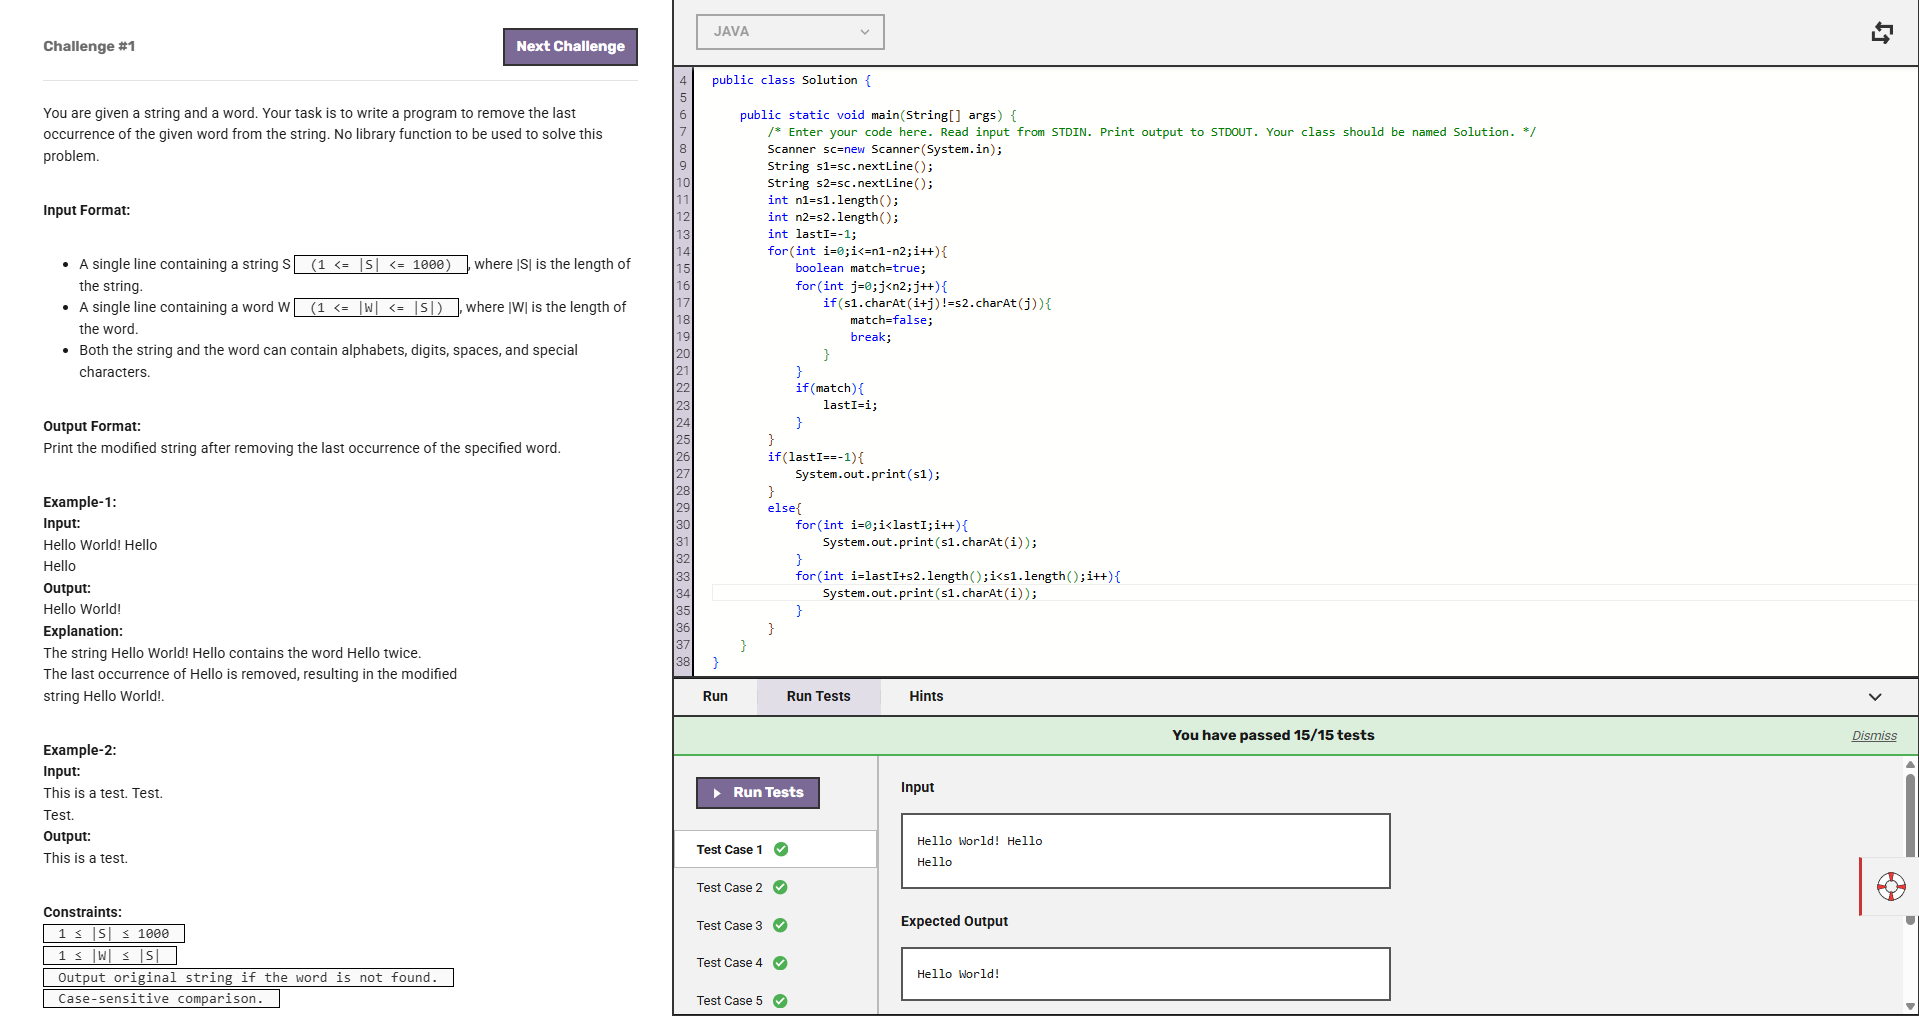 Challenge #1
Next Challenge
You are given a string and a word. Your task is to write a program to remove the last
occurrence of the given word from the string. No library function to be used to solve this
problem.
Input Format:
A single line containing a string S (1 <= |S| <= 1000) , where |S| is the length of
the string.
A single line containing a word W (1 <= |W| <= |S|) , where |W| is the length of
the word.
Both the string and the word can contain alphabets, digits, spaces, and special
characters.
Output Format:
Print the modified string after removing the last occurrence of the specified word.
Example-1:
Input:
Hello World! Hello
Hello
Output:
Hello World!
Explanation:
The string Hello World! Hello contains the word Hello twice.
The last occurrence of Hello is removed, resulting in the modified
string Hello World!.
Example-2:
Input:
This is a test. Test.
Test.
Output:
This is a test.
Constraints:
1 ≤ |S| ≤ 1000
1 ≤ |W| ≤ |S|
Output original string if the word is not found.
Case-sensitive comparison.
JAVA
4 public class Solution {
5
6 public static void main(String[] args) {
7 /* Enter your code here. Read input from STDIN. Print output to STDOUT. Your class should be named Solution. */
8 Scanner sc=new Scanner(System.in);
9 String s1=sc.nextLine();
10 String s2=sc.nextLine();
11 int n1=s1.length();
12 int n2=s2.length();
13 int lastI=-1;
14 for(int i=0;i<=n1-n2;i++){
15 boolean match=true;
16 for(int j=0;j<n2;j++){
17 if(s1.charAt(i+j)!=s2.charAt(j)){
18 match=false;
19 break;
20 }
21 }
22 if(match){
23 lastI=i;
24 }
25 }
26 if(lastI==-1){
27 System.out.print(s1);
28 }
29 else{
30 for(int i=0;i<lastI;i++){
31 System.out.print(s1.charAt(i));
32 }
33 for(int i=lastI+s2.length();i<s1.length();i++){
34 System.out.print(s1.charAt(i));
35 }
36 }
37 }
38 }
Run Run Tests Hints
You have passed 15/15 tests
Dismiss
Run Tests
Test Case 1
Test Case 2
Test Case 3
Test Case 4
Test Case 5
Input
Hello World! Hello
Hello
Expected Output
Hello World!